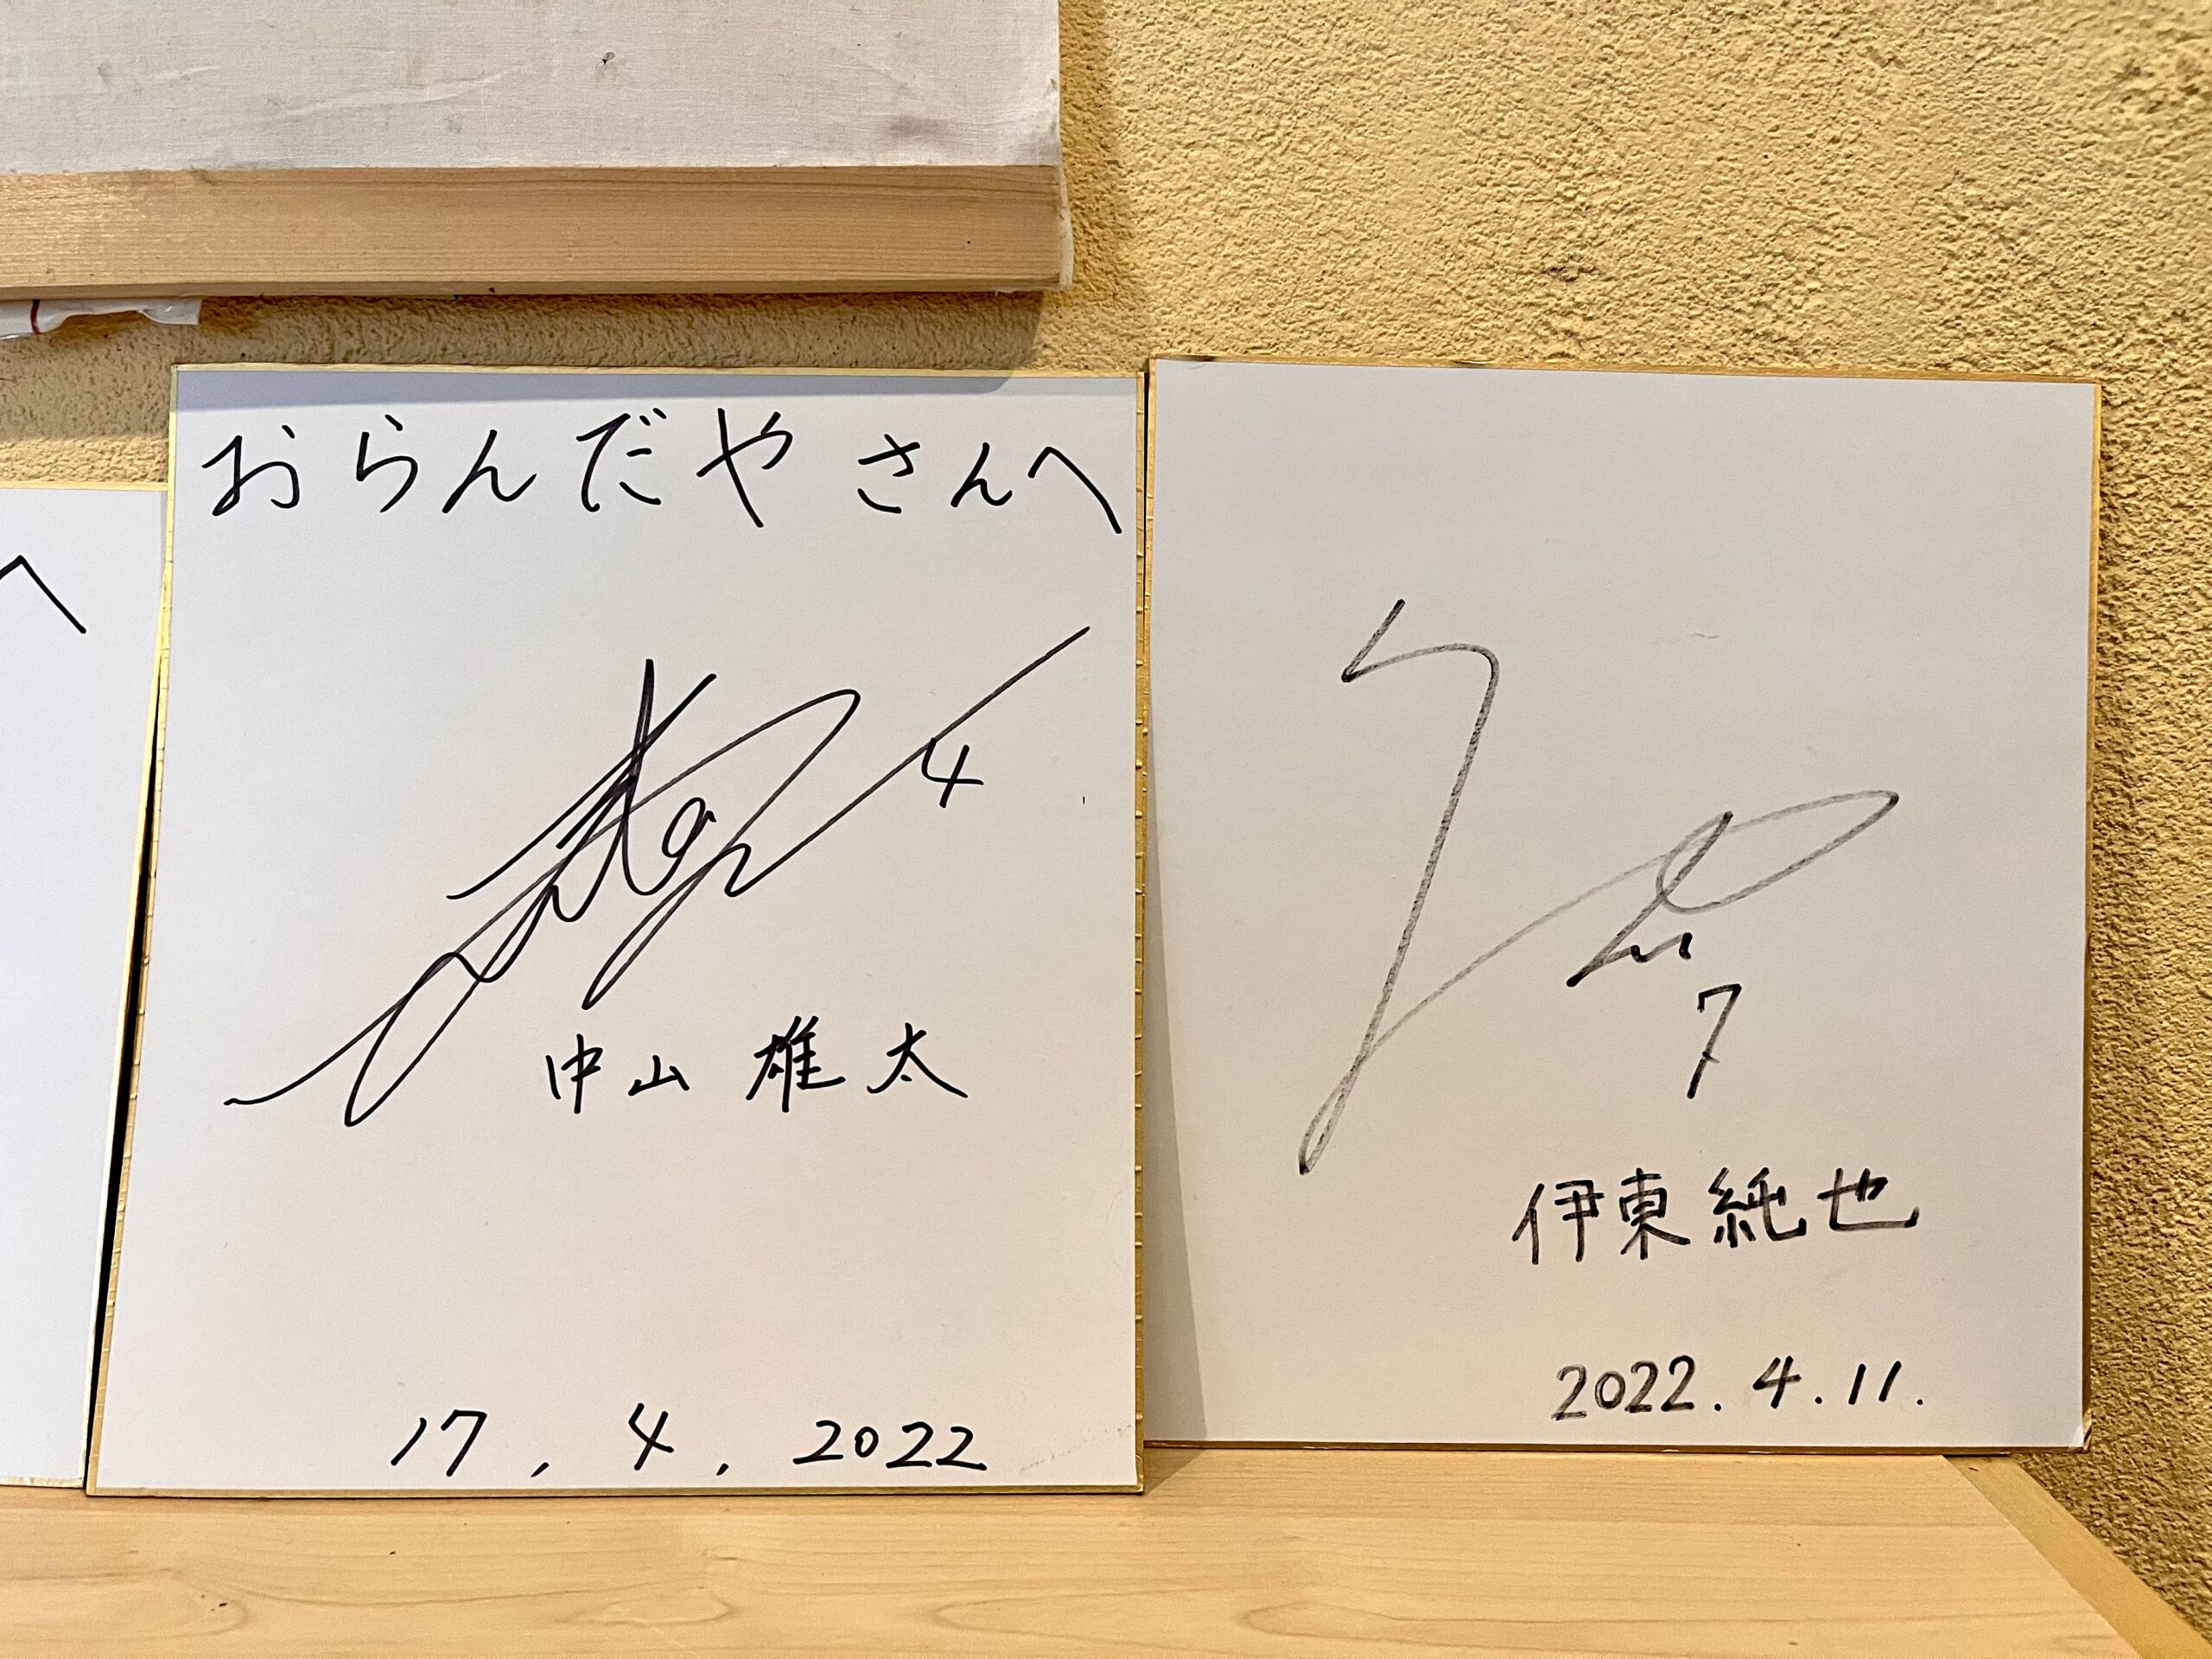 へ
おらんだやさんへ
4
中山 雄太
17. 4. 2022
7
伊東純也
2022. 4. 11.